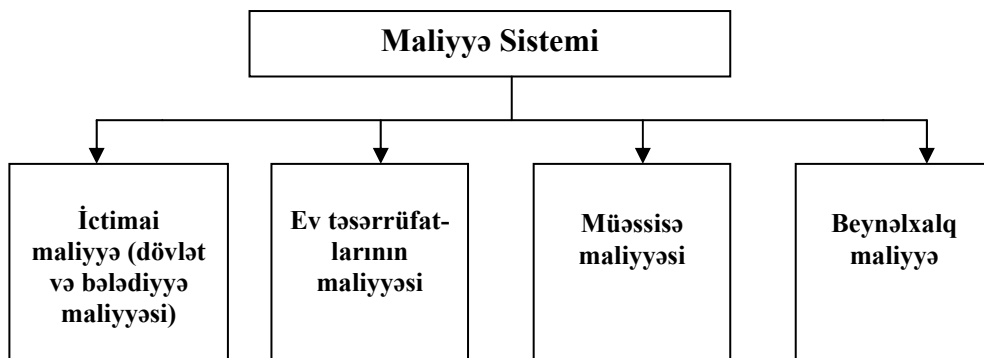 Maliyyə Sistemi
İctimai
maliyyə (dövlət
və bələdiyyə
maliyyəsi)
Ev təsərrüfat-
larının
maliyyəsi
Müəssisə
maliyyəsi
Beynəlxalq
maliyyə